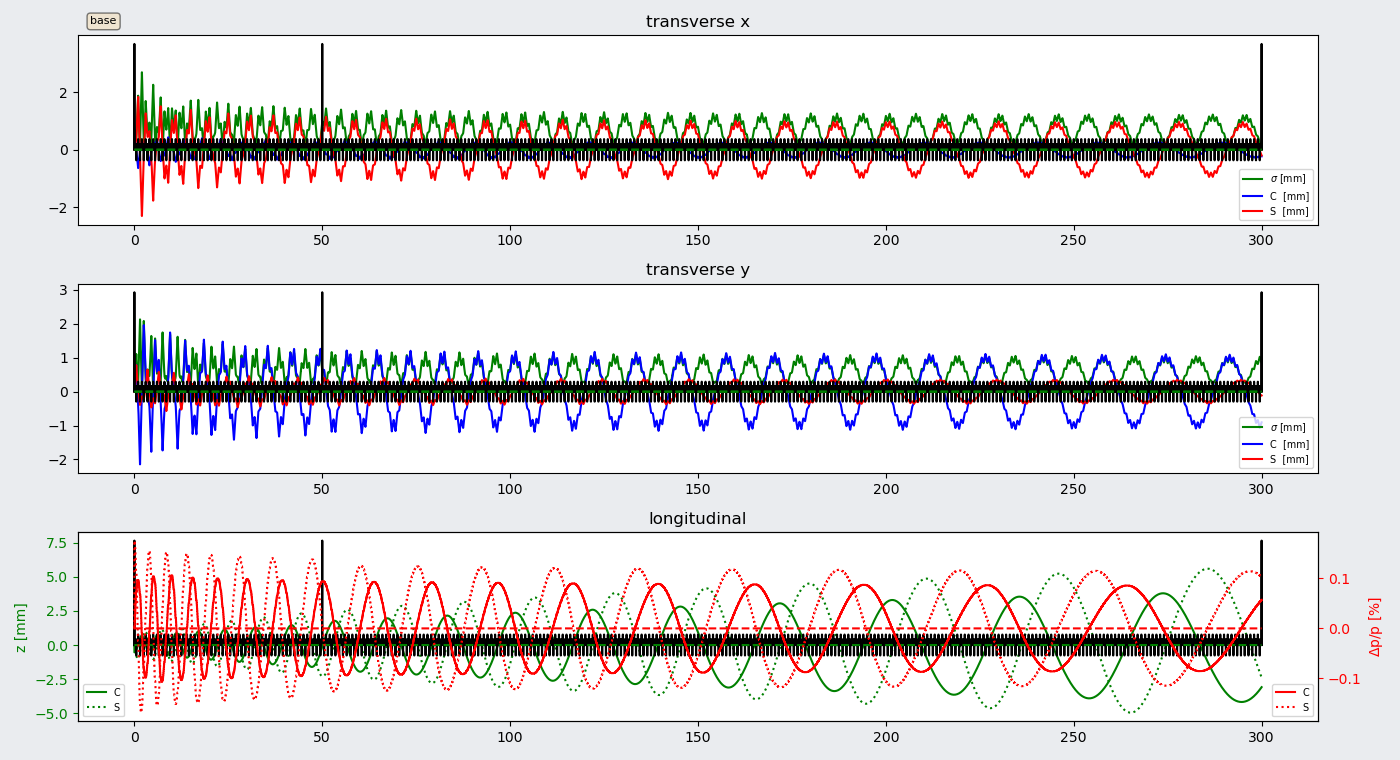 base
transverse x
2
0
−2
σ [mm]
C [mm]
S [mm]
0 50 100 150 200 250 300
transverse y
3
2
1
0
−1
−2
σ [mm]
C [mm]
S [mm]
0 50 100 150 200 250 300
longitudinal
z [mm]
7.5
5.0
2.5
0.0
−2.5
−5.0
C
S
0.1
0.0
−0.1
Δp/p [%]
C
S
0 50 100 150 200 250 300